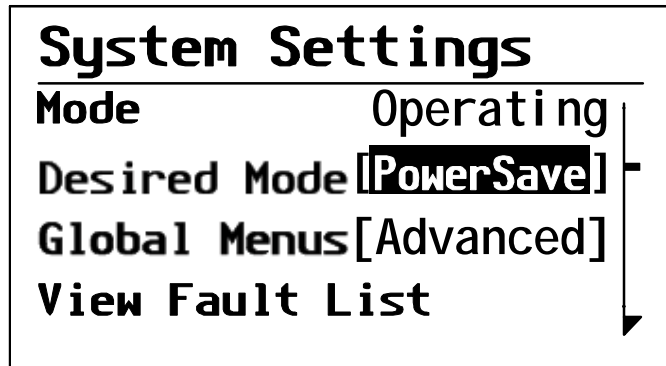 System Settings
Mode Operating
Desired Mode [PowerSave]
Global Menus [Advanced]
View Fault List